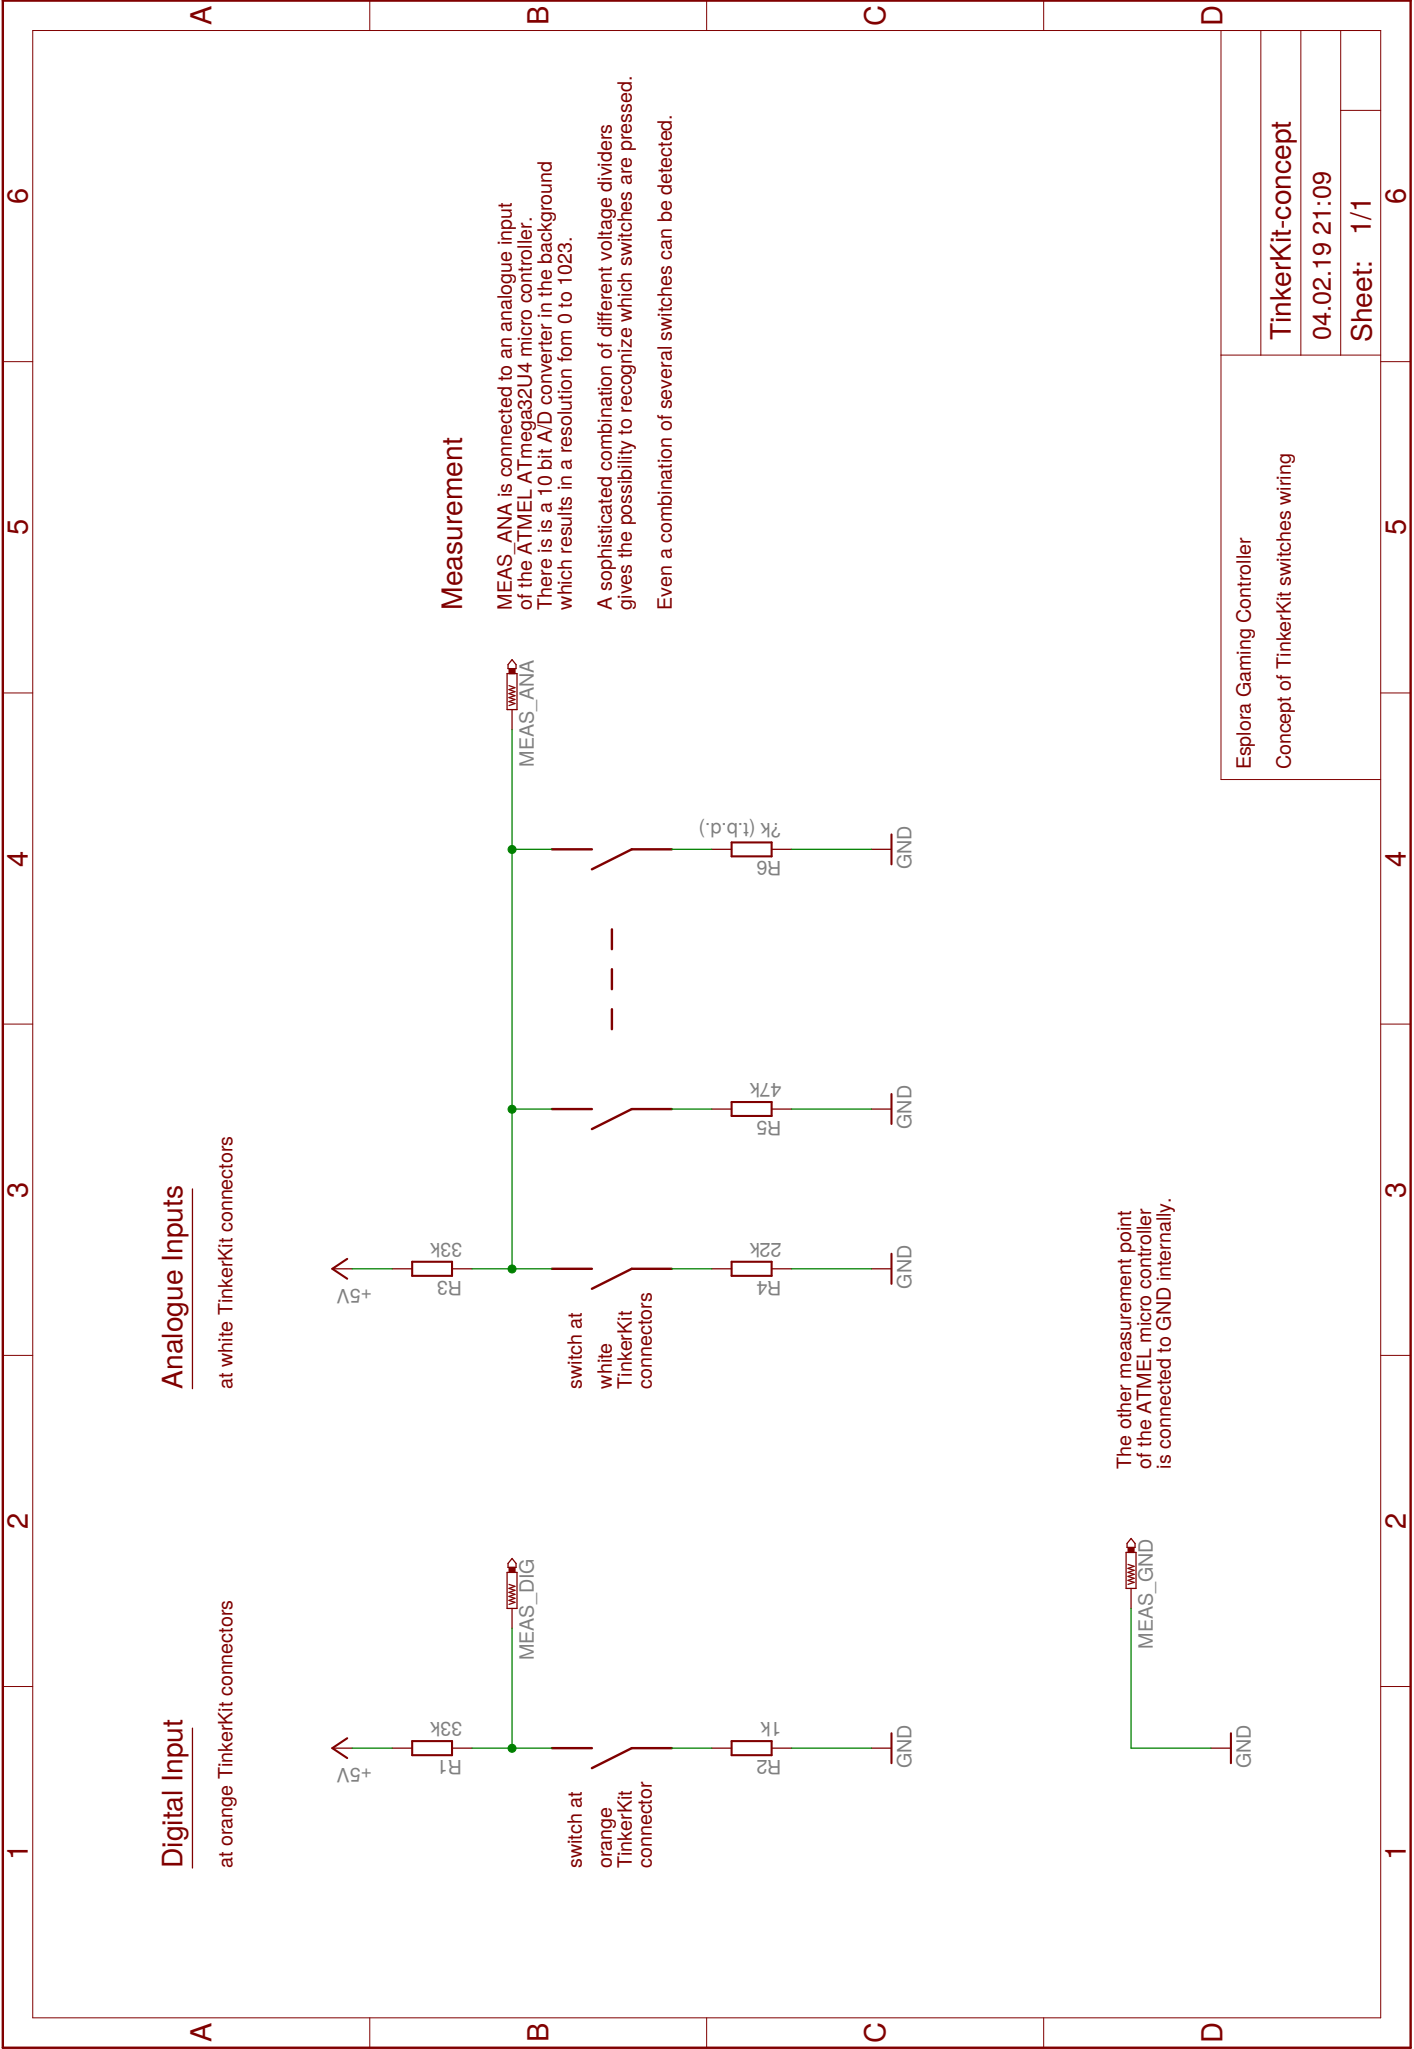 1 2 3 4 5 6
A
B
C
D
Digital Input
at orange TinkerKit connectors
+5V
R1
33k
MEAS_DIG
switch at
orange
TinkerKit
connector
R2
1k
GND
MEAS_GND
GND
The other measurement point
of the ATMEL micro controller
is connected to GND internally.
Analogue Inputs
at white TinkerKit connectors
+5V
R3
33k
switch at
white
TinkerKit
connectors
R4
22k
GND
R5
47k
GND
R6
?k (t.b.d.)
GND
MEAS_ANA
Measurement
MEAS_ANA is connected to an analogue input
of the ATMEL ATmega32U4 micro controller.
There is is a 10 bit A/D converter in the background
which results in a resolution fom 0 to 1023.
A sophisticated combination of different voltage dividers
gives the possibility to recognize which switches are pressed.
Even a combination of several switches can be detected.
Esplora Gaming Controller
Concept of TinkerKit switches wiring
TinkerKit-concept
04.02.19 21:09
Sheet: 1/1
A
B
C
D
1 2 3 4 5 6